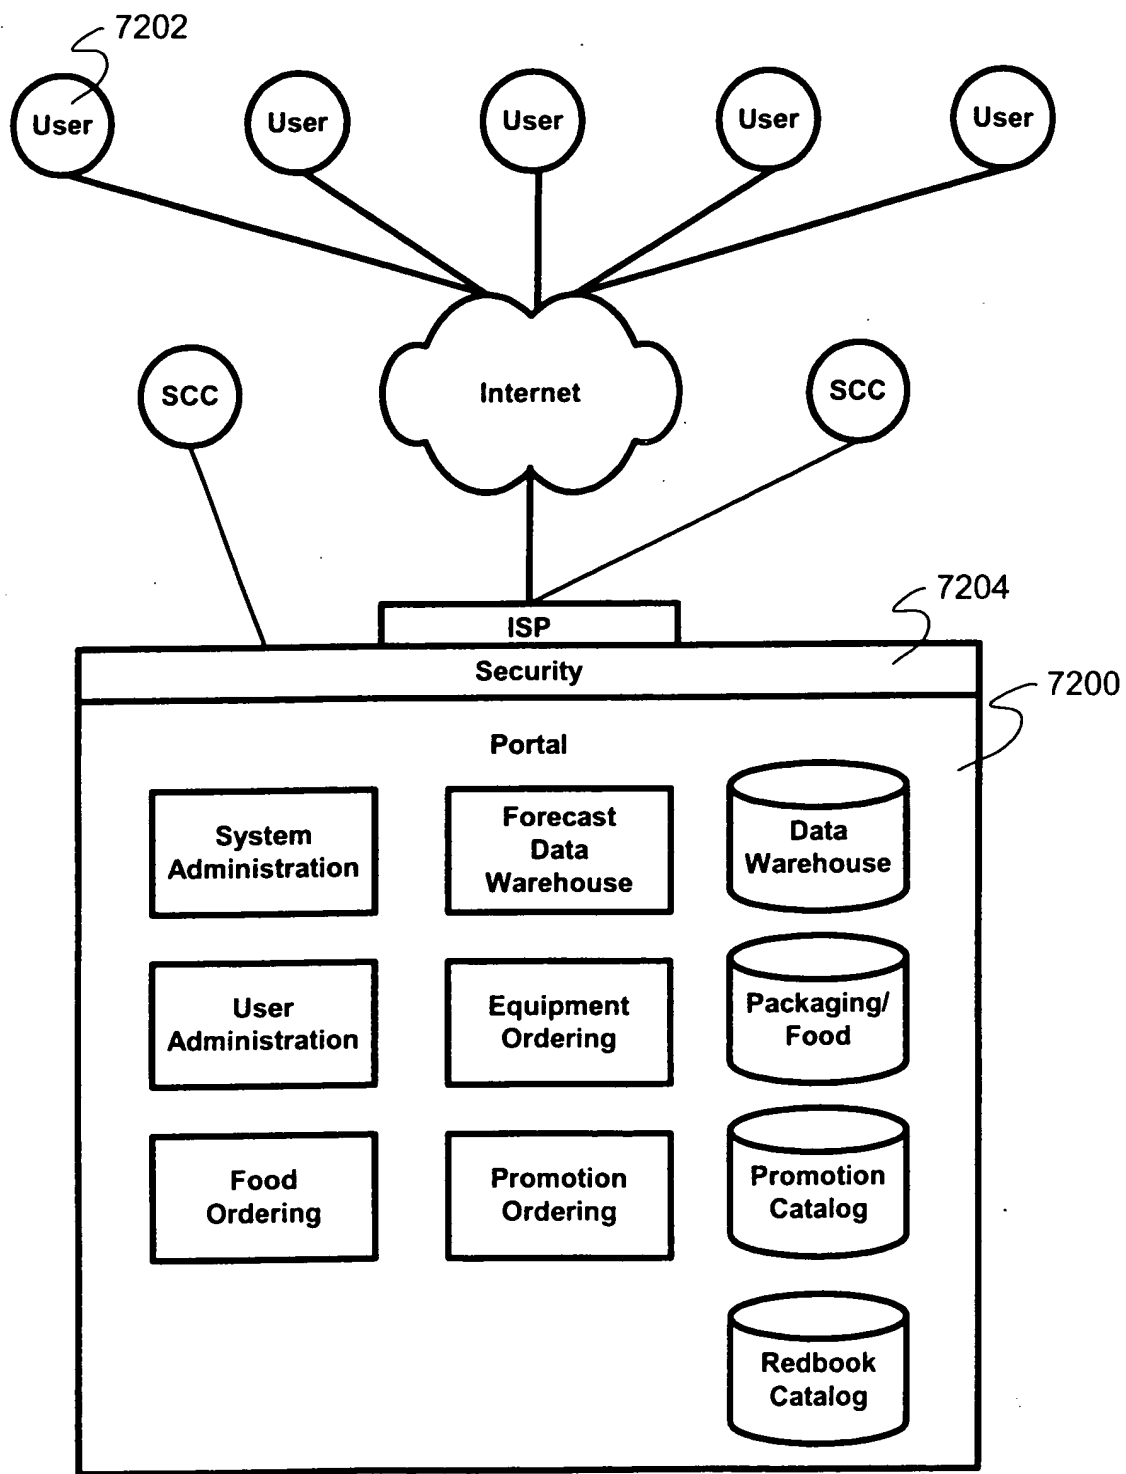 7202
User
User
User
User
User
Internet
SCC
SCC
7204
ISP
Security
7200
Portal
System
Administration
Forecast
Data
Warehouse
Data
Warehouse
User
Administration
Equipment
Ordering
Packaging/
Food
Food
Ordering
Promotion
Ordering
Promotion
Catalog
Redbook
Catalog